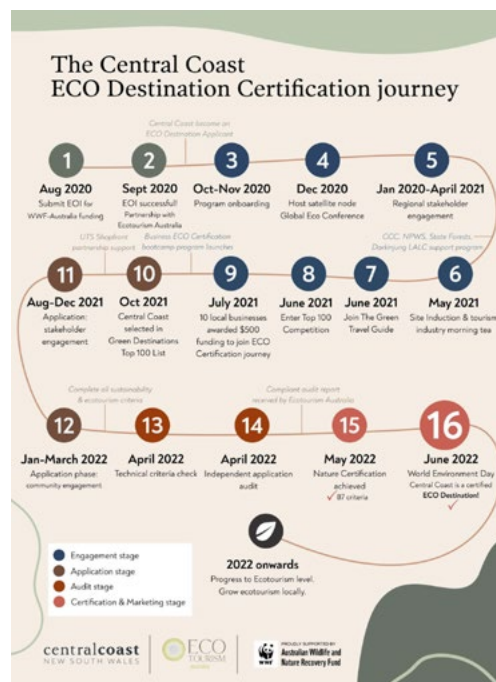 The Central Coast
ECO Destination Certification journey
Central Coast become an
ECO Destination Applicant
1
2
3
4
5
Aug 2020
Submit EOI for
WWF-Australia funding
Sept 2020
EOI successful!
Partnership with
Ecotourism Australia
Oct-Nov 2020
Program onboarding
Dec 2020
Host satellite node
Global Eco Conference
Jan 2020-April 2021
Regional stakeholder
engagement
UTS Shopfront
partnership support
Business ECO Certification
bootcamp program launches
CCC, NPWS, State Forests,
Darkinjung LALC support program
11
10
9
8
7
6
Aug-Dec 2021
Application:
stakeholder
engagement
Oct 2021
Central Coast
selected in
Green Destinations
Top 100 List
July 2021
10 local businesses
awarded $500
funding to join ECO
Certification journey
June 2021
Enter Top 100
Competition
June 2021
Join The Green
Travel Guide
May 2021
Site Induction & tourism
industry morning tea
Complete all sustainability
& ecotourism criteria
Compliant audit report
received by Ecotourism Australia
12
13
14
15
16
Jan-March 2022
Application phase:
community engagement
April 2022
Technical criteria check
April 2022
Independent application
audit
May 2022
Nature Certification
achieved
87 criteria
June 2022
World Environment Day
Central Coast is a certified
ECO Destination!
2022 onwards
Progress to Ecotourism level.
Grow ecotourism locally.
Engagement stage
Application stage
Audit stage
Certification & Marketing stage
centralcoast
NEW SOUTH WALES
ECO
TOURISM
WWF
PROUDLY SUPPORTED BY
Australian Wildlife and
Nature Recovery Fund